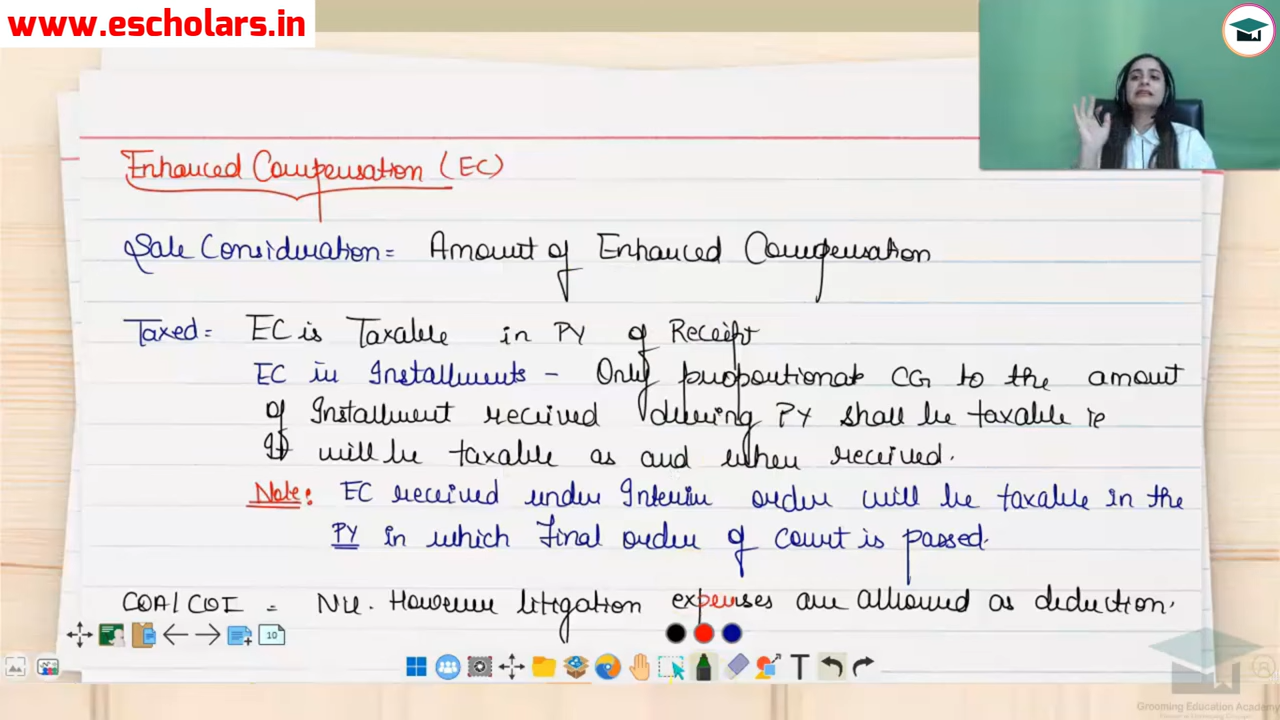 www.escholars.in
Enhanced Compensation (EC)
Sale Consideration = Amount of Enhanced Compensation
Taxed = EC is Taxable in PY of Receipt
EC in Installments - Only proportionate CG to the amount
of Installment received during PY shall be taxable ie
It will be taxable as and when received.
Note: EC received under Interim order will be taxable in the
PY in which Final order of court is passed.
COA/COI = Nil. However litigation expenses are allowed as deduction.
10
T
Grooming Education Academy